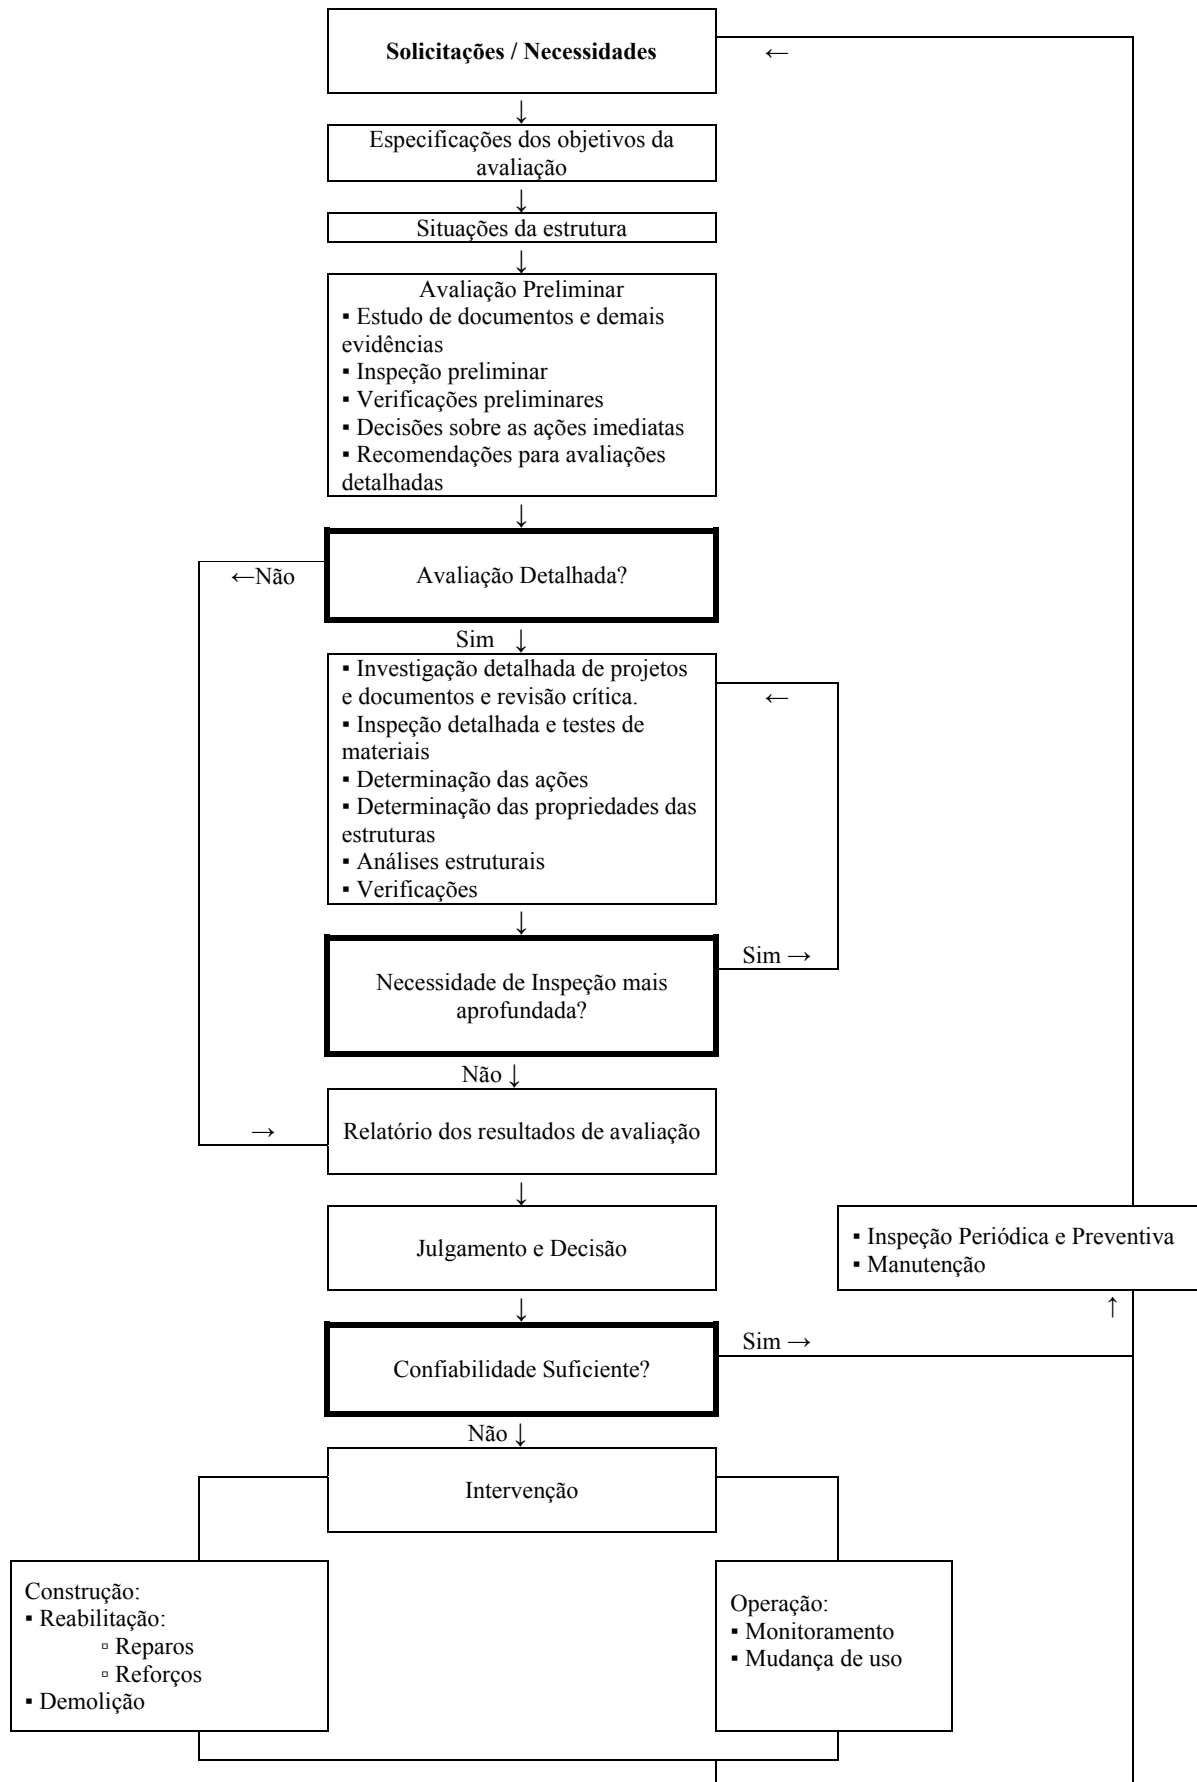 Solicitações / Necessidades
←
↓
Especificações dos objetivos da
avaliação
↓
Situações da estrutura
↓
Avaliação Preliminar
▪ Estudo de documentos e demais
evidências
▪ Inspeção preliminar
▪ Verificações preliminares
▪ Decisões sobre as ações imediatas
▪ Recomendações para avaliações
detalhadas
↓
Avaliação Detalhada?
←Não
Sim ↓
▪ Investigação detalhada de projetos
e documentos e revisão crítica.
▪ Inspeção detalhada e testes de
materiais
▪ Determinação das ações
▪ Determinação das propriedades das
estruturas
▪ Análises estruturais
▪ Verificações
←
↓
Necessidade de Inspeção mais
aprofundada?
Sim →
Não ↓
Relatório dos resultados de avaliação
→
↓
Julgamento e Decisão
▪ Inspeção Periódica e Preventiva
▪ Manutenção
↑
↓
Confiabilidade Suficiente?
Sim →
Não ↓
Intervenção
Construção:
▪ Reabilitação:
▫ Reparos
▫ Reforços
▪ Demolição
Operação:
▪ Monitoramento
▪ Mudança de uso